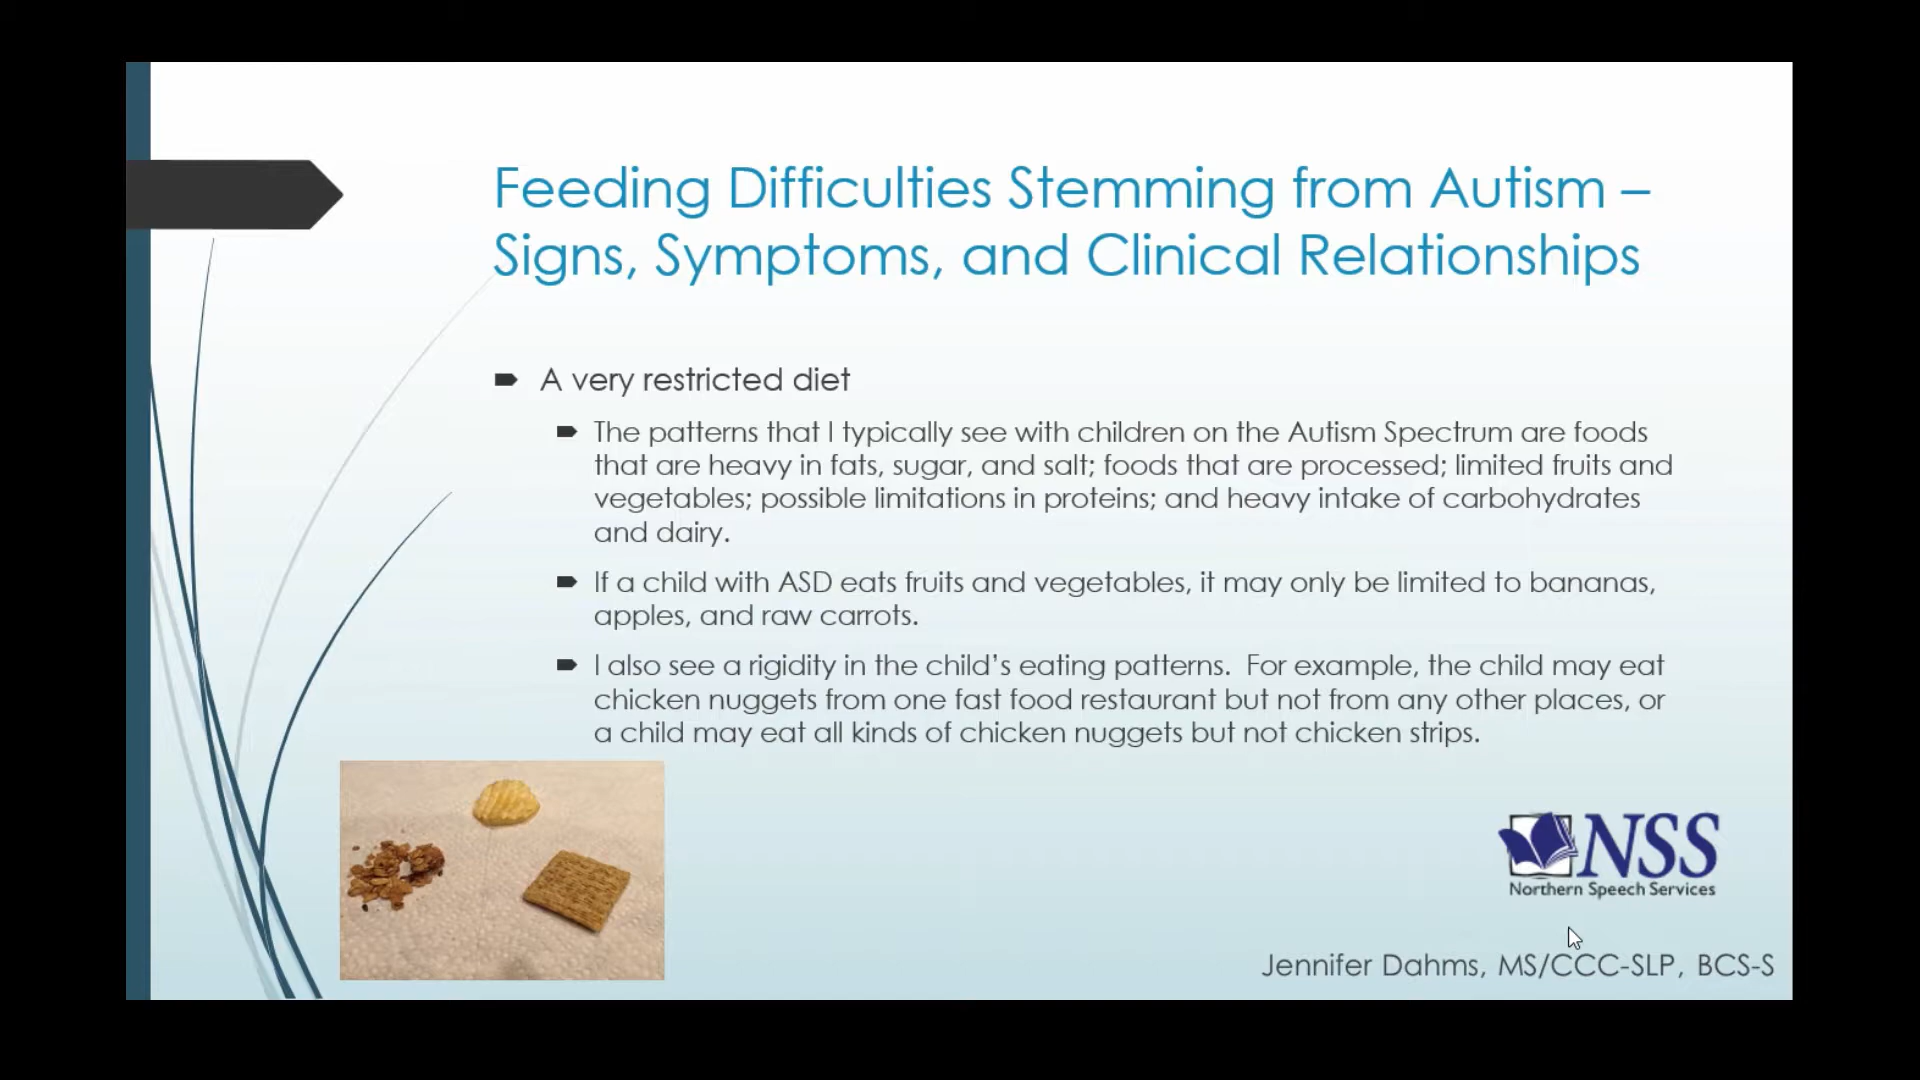 Feeding Difficulties Stemming from Autism –
Signs, Symptoms, and Clinical Relationships
A very restricted diet
The patterns that I typically see with children on the Autism Spectrum are foods
that are heavy in fats, sugar, and salt; foods that are processed; limited fruits and
vegetables; possible limitations in proteins; and heavy intake of carbohydrates
and dairy.
If a child with ASD eats fruits and vegetables, it may only be limited to bananas,
apples, and raw carrots.
I also see a rigidity in the child’s eating patterns.  For example, the child may eat
chicken nuggets from one fast food restaurant but not from any other places, or
a child may eat all kinds of chicken nuggets but not chicken strips.
NSS
Northern Speech Services
Jennifer Dahms, MS/CCC-SLP, BCS-S